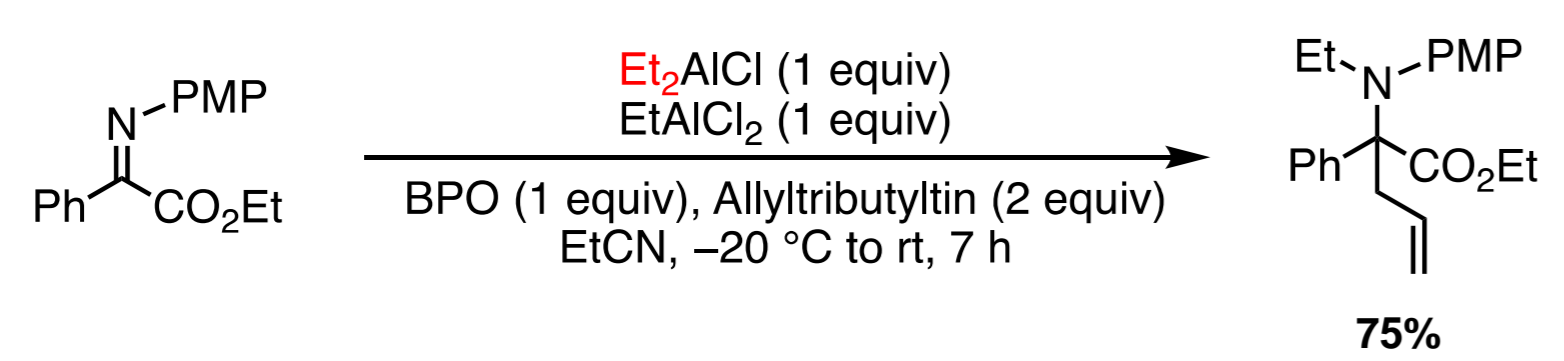 N PMP
Ph CO2Et
Et2AlCl (1 equiv)
EtAlCl2 (1 equiv)
BPO (1 equiv), Allyltributyltin (2 equiv)
EtCN, –20 °C to rt, 7 h
Et N PMP
Ph CO2Et
75%